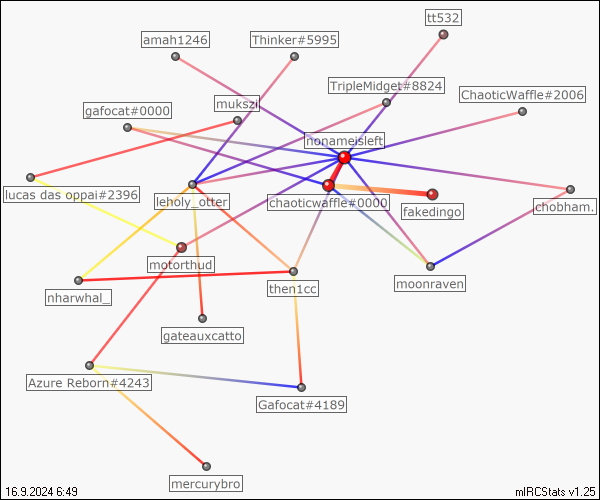 tt532
amah1246
Thinker#5995
TripleMidget#8824
ChaoticWaffle#2006
mukszi
gafocat#0000
nonameisleft
lucas das oppai#2396
leholy_otter
chaoticwaffle#0000
fakedingo
chobham.
motorthud
moonraven
then1cc
nharwhal_
gateauxcatto
Azure Reborn#4243
Gafocat#4189
mercurybro
16.9.2024 6:49
mIRCStats v1.25